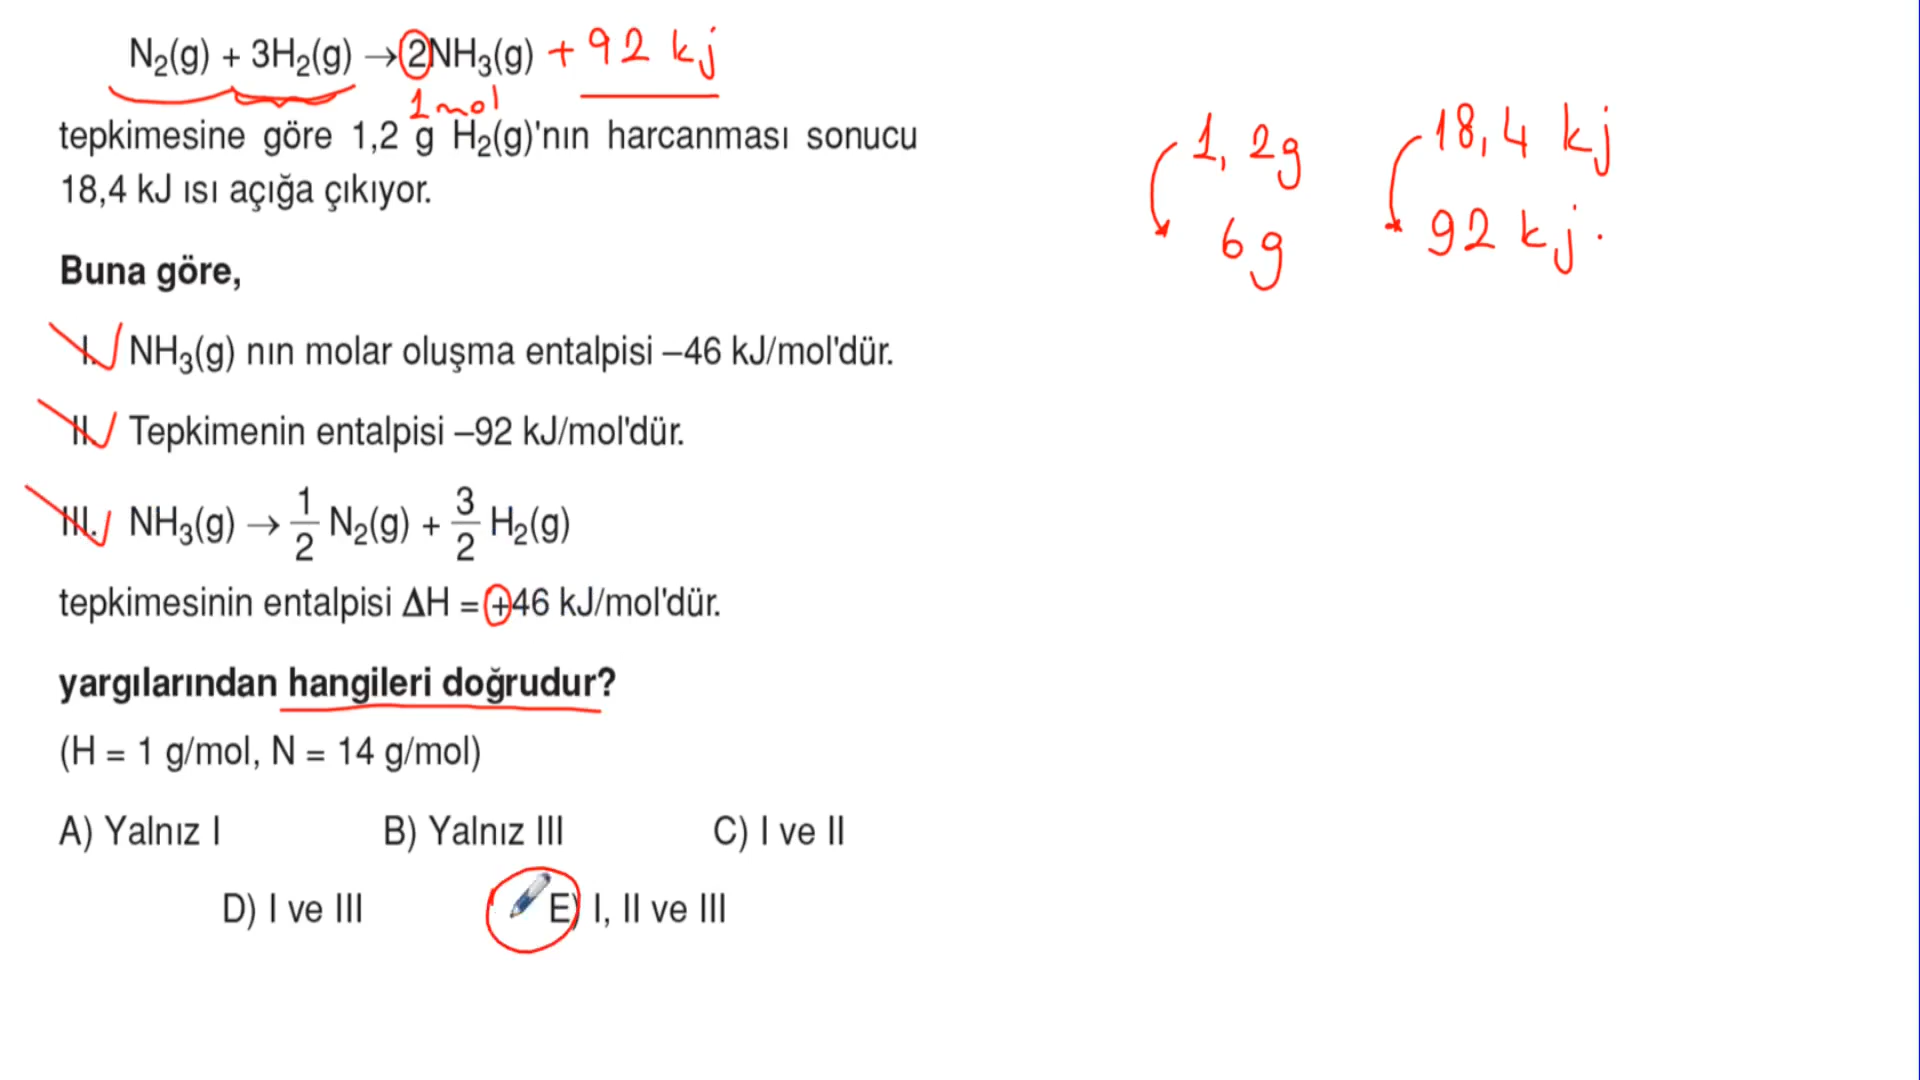 N₂(g) + 3H₂(g) → 2NH₃(g) + 92 kj
1 mol
tepkimesine göre 1,2 g H₂(g)'nın harcanması sonucu
18,4 kJ ısı açığa çıkıyor.
1,2g 18,4 kj
6g 92 kj.
Buna göre,
I. NH₃(g) nın molar oluşma entalpisi –46 kJ/mol'dür.
II. Tepkimenin entalpisi –92 kJ/mol'dür.
III. NH₃(g) → 1/2 N₂(g) + 3/2 H₂(g)
tepkimesinin entalpisi ΔH = +46 kJ/mol'dür.
yargılarından hangileri doğrudur?
(H = 1 g/mol, N = 14 g/mol)
A) Yalnız I B) Yalnız III C) I ve II
D) I ve III E) I, II ve III